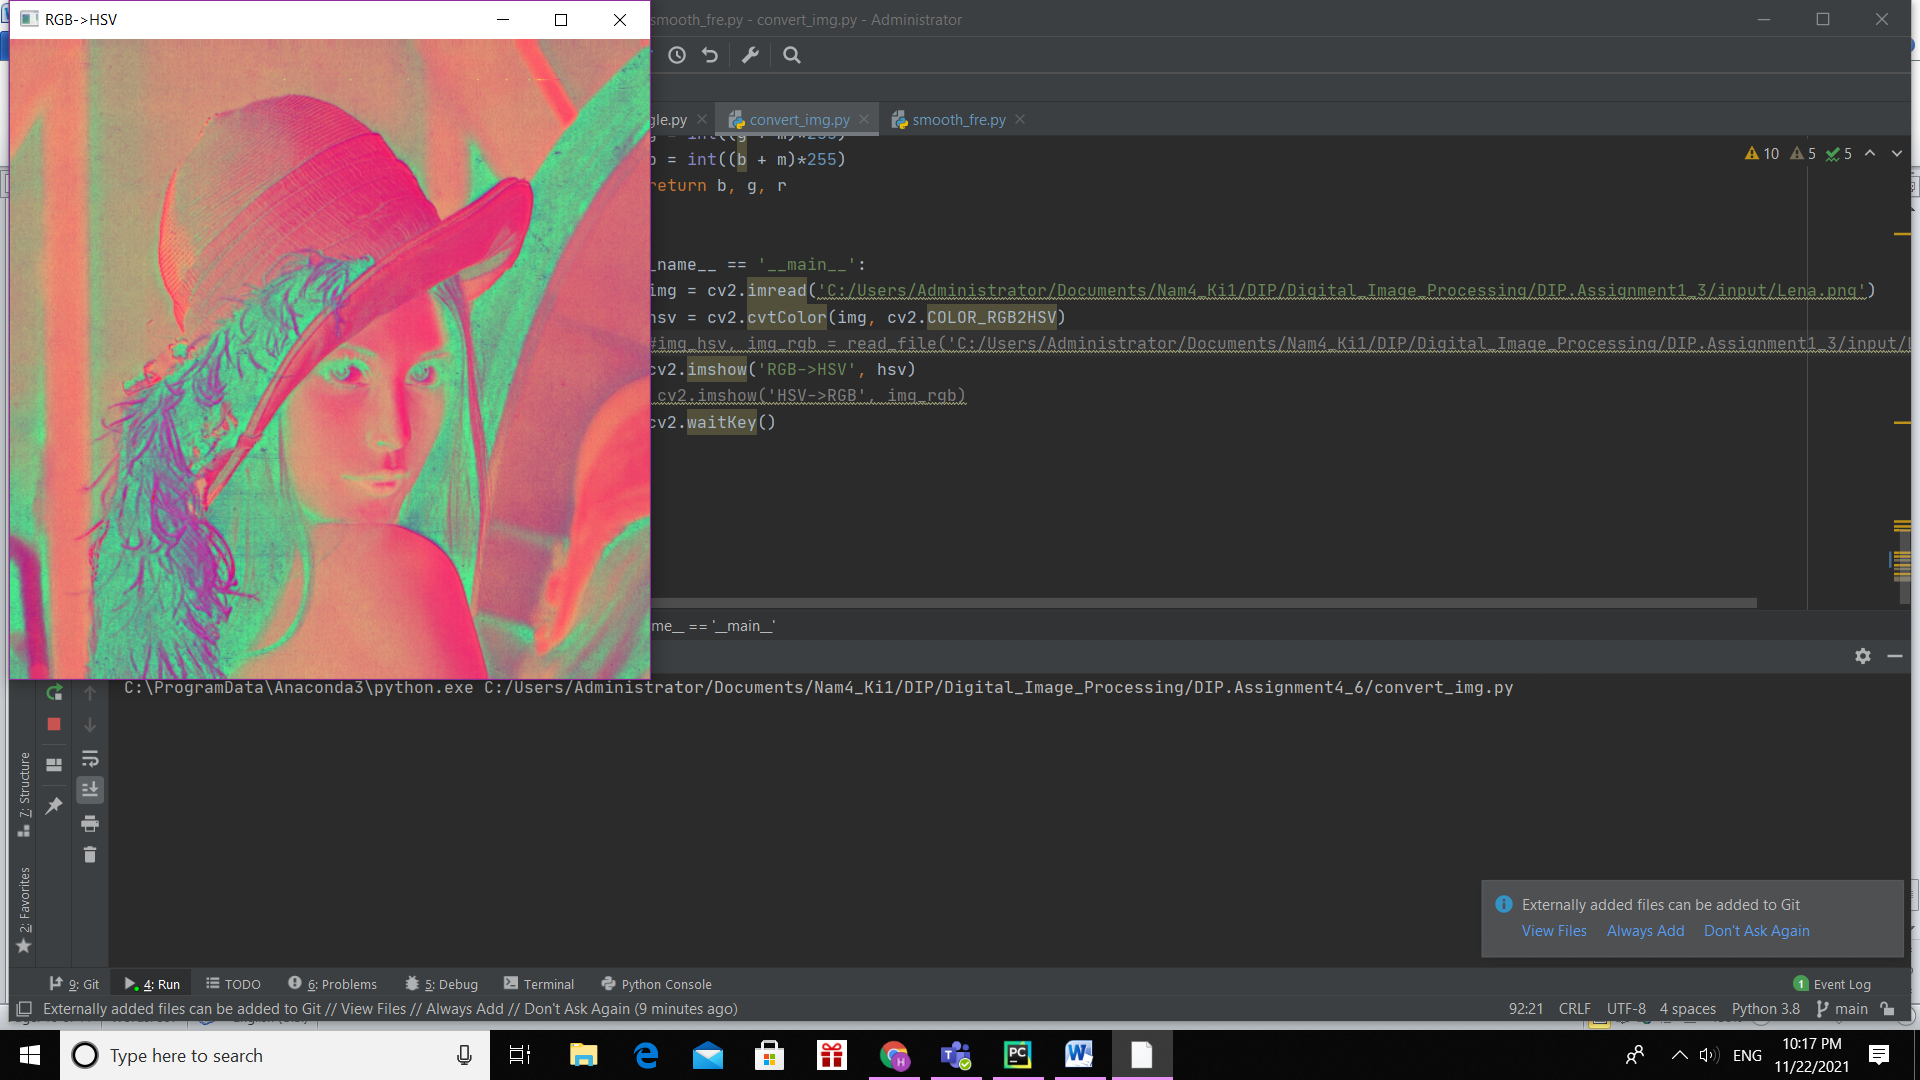 RGB->HSV
smooth_fre.py - convert_img.py - Administrator
gle.py convert_img.py smooth_fre.py
= int((g + m)*255)
= int((b + m)*255)
return b, g, r
10 5 5
_name__ == '__main__':
img = cv2.imread('C:/Users/Administrator/Documents/Nam4_Ki1/DIP/Digital_Image_Processing/DIP.Assignment1_3/input/Lena.png')
hsv = cv2.cvtColor(img, cv2.COLOR_RGB2HSV)
#img_hsv, img_rgb = read_file('C:/Users/Administrator/Documents/Nam4_Ki1/DIP/Digital_Image_Processing/DIP.Assignment1_3/input/L
cv2.imshow('RGB->HSV', hsv)
cv2.imshow('HSV->RGB', img_rgb)
cv2.waitKey()
me__ == '__main__'
C:\ProgramData\Anaconda3\python.exe C:/Users/Administrator/Documents/Nam4_Ki1/DIP/Digital_Image_Processing/DIP.Assignment4_6/convert_img.py
7: Structure
2: Favorites
Externally added files can be added to Git
View Files Always Add Don't Ask Again
9: Git 4: Run TODO 6: Problems 5: Debug Terminal Python Console 1 Event Log
Externally added files can be added to Git // View Files // Always Add // Don't Ask Again (9 minutes ago) 92:21 CRLF UTF-8 4 spaces Python 3.8 main
Type here to search
ENG
10:17 PM
11/22/2021